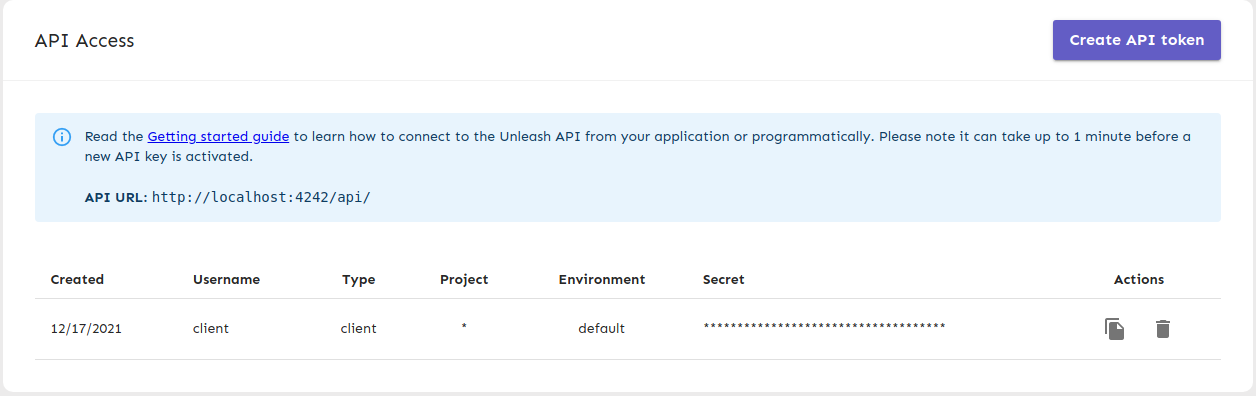 API Access
Create API token
Read the Getting started guide to learn how to connect to the Unleash API from your application or programmatically. Please note it can take up to 1 minute before a
new API key is activated.
API URL: http://localhost:4242/api/
Created Username Type Project Environment Secret Actions
12/17/2021 client client * default ************************************